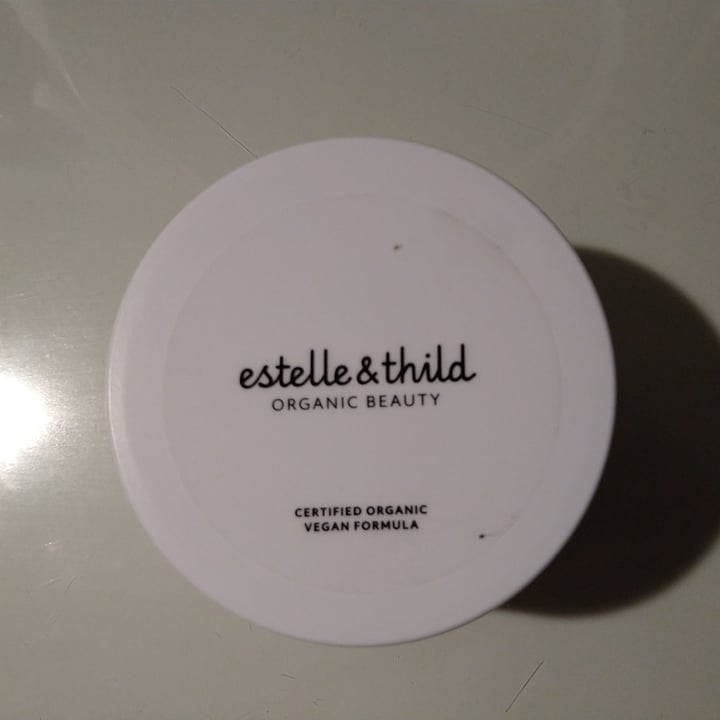 estelle & thild
ORGANIC BEAUTY
CERTIFIED ORGANIC
VEGAN FORMULA